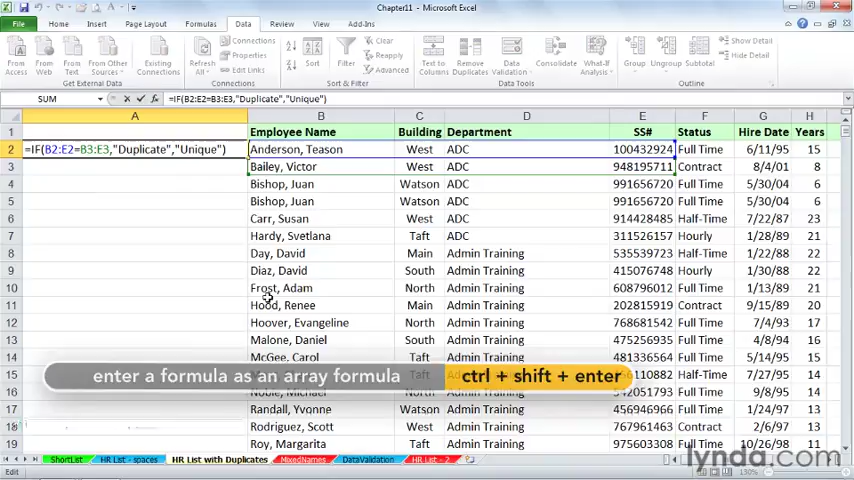 Chapter11 - Microsoft Excel
File Home Insert Page Layout Formulas Data Review View Add-Ins
From Access From Web From Text From Other Sources Existing Connections Refresh All Connections Properties Edit Links Sort Filter Clear Reapply Advanced Text to Columns Remove Duplicates Data Validation Consolidate What-If Analysis Group Ungroup Subtotal Show Detail Hide Detail
Get External Data Connections Sort & Filter Data Tools Outline
SUM =IF(B2:E2=B3:E3,"Duplicate","Unique")
A B C D E F G H
1 Employee Name Building Department SS# Status Hire Date Years
2 =IF(B2:E2=B3:E3,"Duplicate","Unique") Anderson, Teason West ADC 100432924 Full Time 6/11/95 15
3 Bailey, Victor West ADC 948195711 Contract 8/4/01 8
4 Bishop, Juan Watson ADC 991656720 Full Time 5/30/04 6
5 Bishop, Juan Watson ADC 991656720 Full Time 5/30/04 6
6 Carr, Susan West ADC 914428485 Half-Time 7/22/87 23
7 Hardy, Svetlana Taft ADC 311526157 Hourly 1/28/89 21
8 Day, David Main Admin Training 535539723 Half-Time 1/22/88 22
9 Diaz, David South Admin Training 415076748 Hourly 1/30/88 22
10 Frost, Adam North Admin Training 608796012 Full Time 1/13/89 21
11 Hood, Renee Main Admin Training 202815919 Contract 9/15/89 20
12 Hoover, Evangeline North Admin Training 768681542 Full Time 7/4/93 17
13 Malone, Daniel South Admin Training 475256935 Full Time 8/4/94 16
14 McGee, Carol Taft Admin Training 481336564 Full Time 5/14/95 15
enter a formula as an array formula ctrl + shift + enter
15 110882 Half-Time 7/27/95 14
Noble, Michael North Admin Training 542051793 Full Time 9/8/95 14
17 Randall, Yvonne Watson Admin Training 456946966 Full Time 1/24/97 13
18 Rodriguez, Scott Watson Admin Training 767961463 Contract 2/6/97 13
19 Roy, Margarita Taft Admin Training 975603308 Full Time 10/26/98 11
ShortList HR List - spaces HR List with Duplicates MixedNames DataValidation HR List - 2
lynda.com
Edit 130%